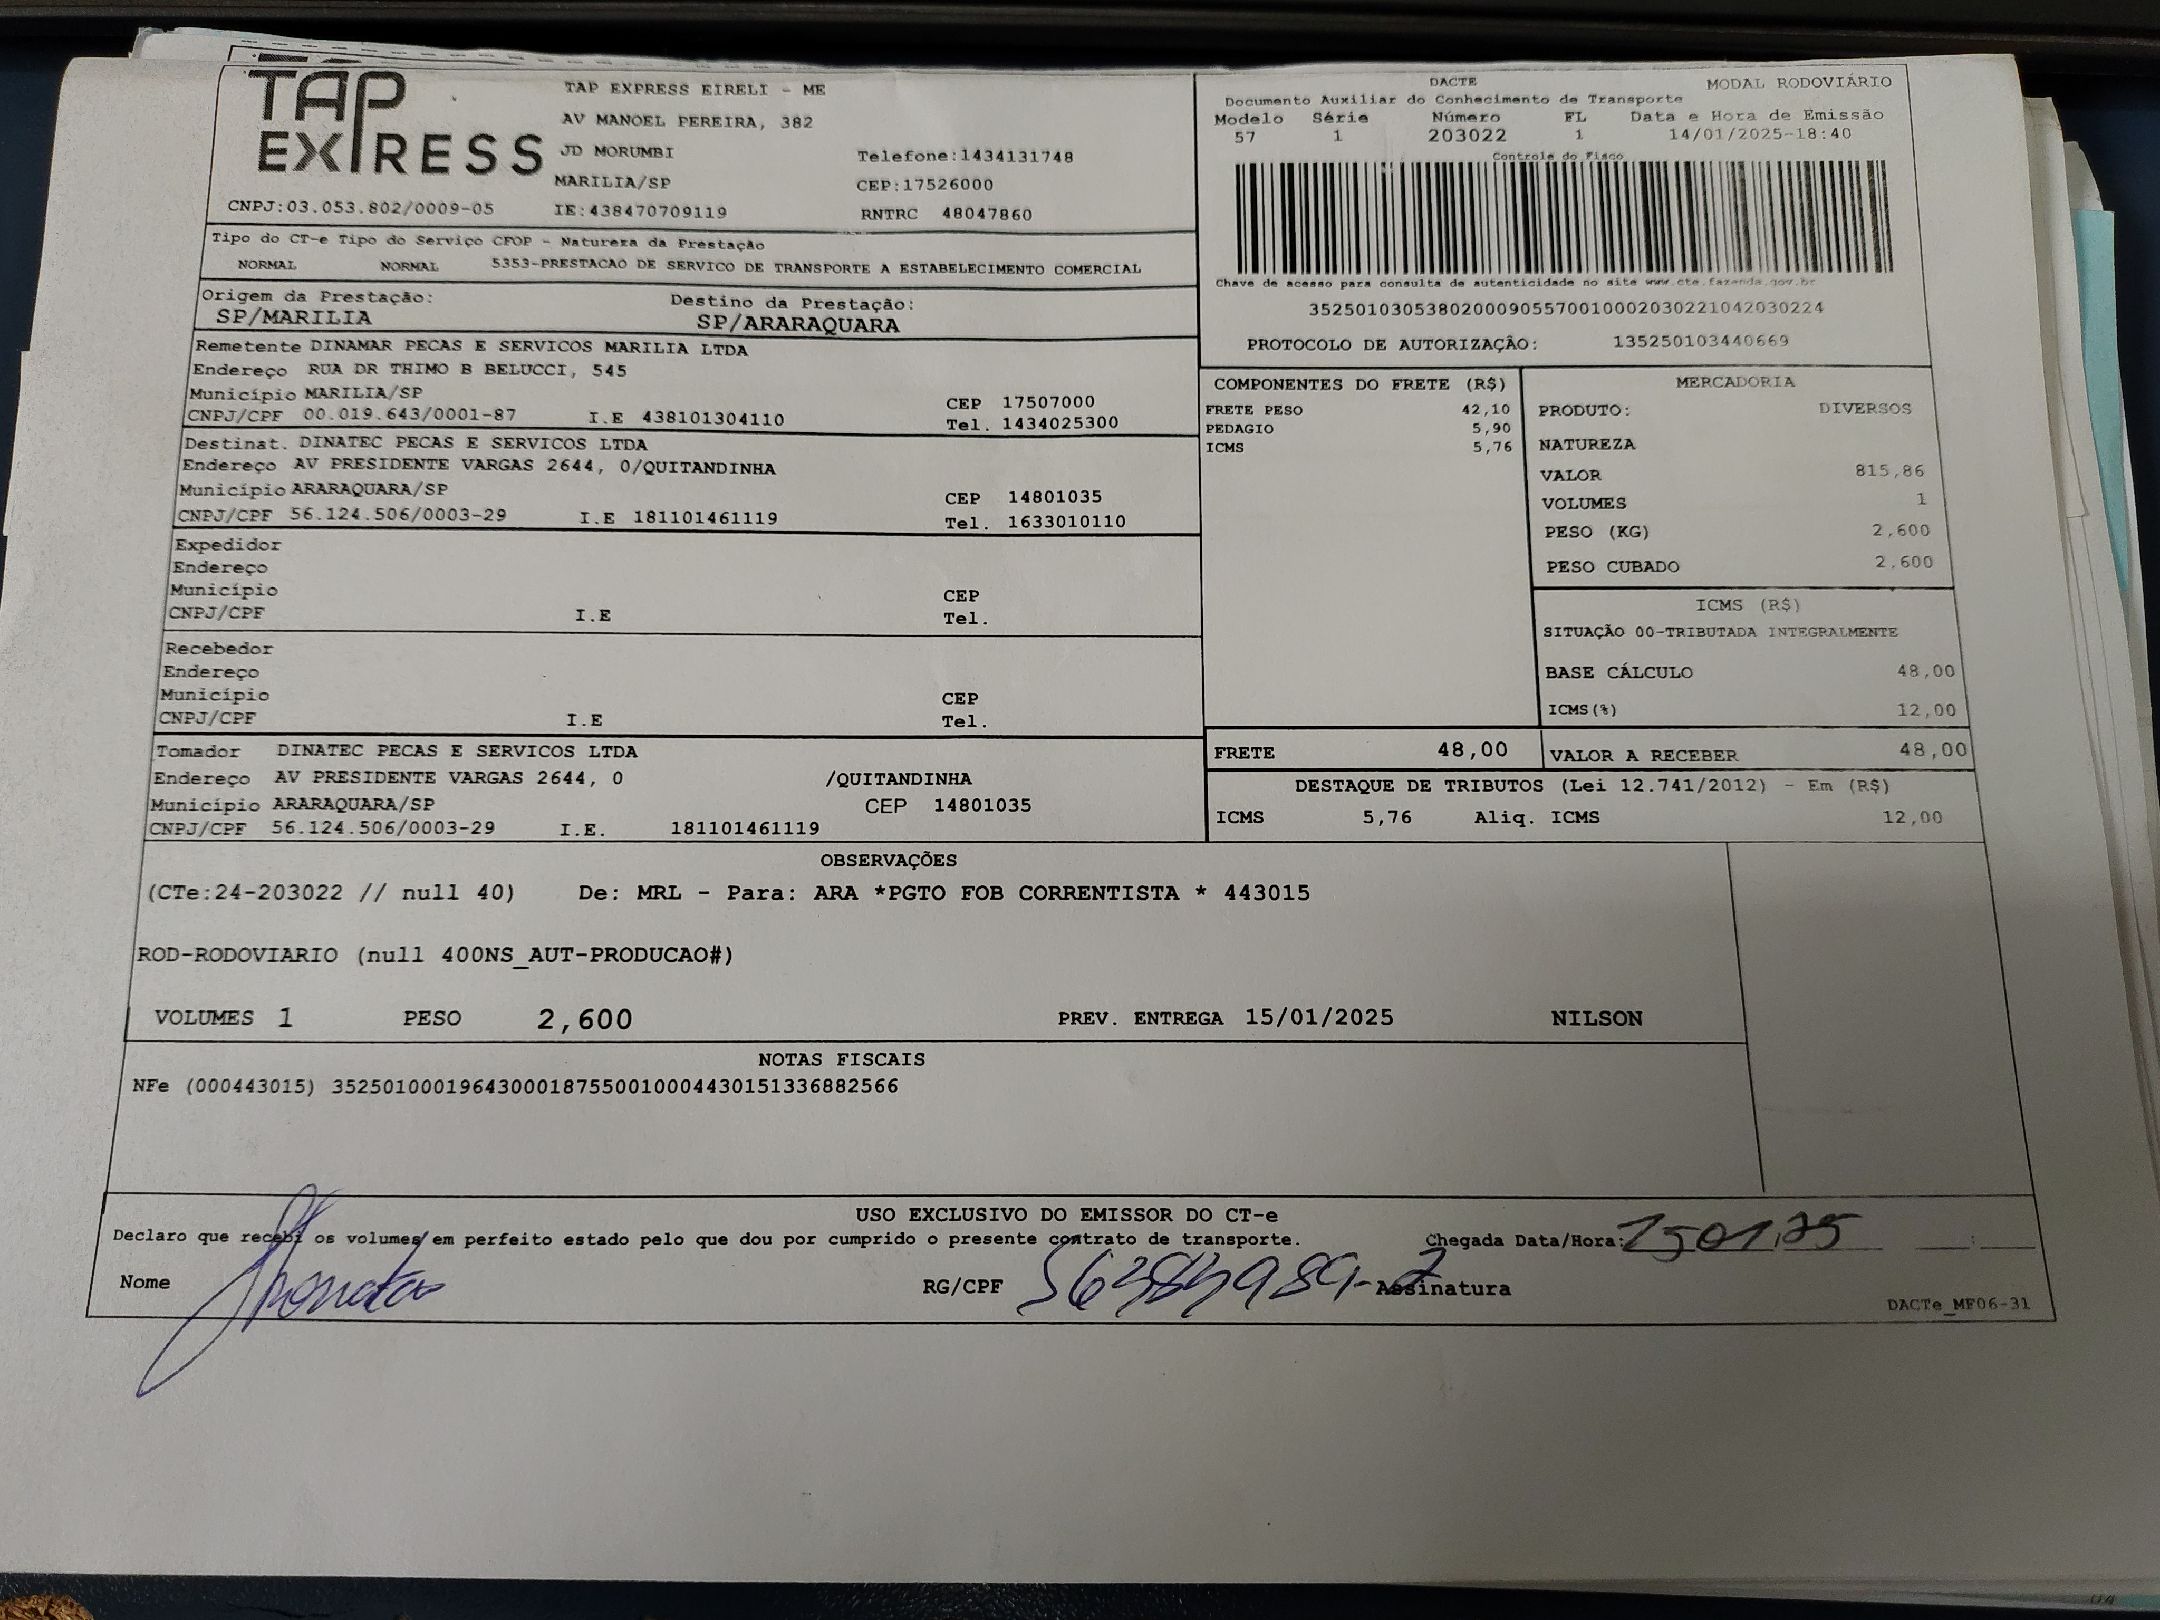 TAP EXPRESS
TAP EXPRESS EIRELI - ME
AV MANOEL PEREIRA, 382
JD MORUMBI Telefone:1434131748
MARILIA/SP CEP:17526000
CNPJ:03.053.802/0009-05 IE:438470709119 RNTRC 48047860
DACTE MODAL RODOVIÁRIO
Documento Auxiliar do Conhecimento de Transporte
Modelo Série Número FL Data e Hora de Emissão
57 1 203022 1 14/01/2025-18:40
Controle do Fisco
Chave de acesso para consulta de autenticidade no site www.cte.fazenda.gov.br
35250103053802000905570010002030221042030224
PROTOCOLO DE AUTORIZAÇÃO: 135250103440669
Tipo do CT-e Tipo do Serviço CFOP - Natureza da Prestação
NORMAL NORMAL 5353-PRESTACAO DE SERVICO DE TRANSPORTE A ESTABELECIMENTO COMERCIAL
Origem da Prestação: Destino da Prestação:
SP/MARILIA SP/ARARAQUARA
Remetente DINAMAR PECAS E SERVICOS MARILIA LTDA
Endereço RUA DR THIMO B BELUCCI, 545
Município MARILIA/SP CEP 17507000
CNPJ/CPF 00.019.643/0001-87 I.E 438101304110 Tel. 1434025300
Destinat. DINATEC PECAS E SERVICOS LTDA
Endereço AV PRESIDENTE VARGAS 2644, 0/QUITANDINHA
Município ARARAQUARA/SP CEP 14801035
CNPJ/CPF 56.124.506/0003-29 I.E 181101461119 Tel. 1633010110
Expedidor
Endereço
Município CEP
CNPJ/CPF I.E Tel.
Recebedor
Endereço
Município CEP
CNPJ/CPF I.E Tel.
Tomador DINATEC PECAS E SERVICOS LTDA
Endereço AV PRESIDENTE VARGAS 2644, 0 /QUITANDINHA
Município ARARAQUARA/SP CEP 14801035
CNPJ/CPF 56.124.506/0003-29 I.E. 181101461119
COMPONENTES DO FRETE (R$)
FRETE PESO 42,10
PEDAGIO 5,90
ICMS 5,76
MERCADORIA
PRODUTO: DIVERSOS
NATUREZA
VALOR 815,86
VOLUMES 1
PESO (KG) 2,600
PESO CUBADO 2,600
ICMS (R$)
SITUAÇÃO 00-TRIBUTADA INTEGRALMENTE
BASE CÁLCULO 48,00
ICMS(%) 12,00
FRETE 48,00 VALOR A RECEBER 48,00
DESTAQUE DE TRIBUTOS (Lei 12.741/2012) - Em (R$)
ICMS 5,76 Aliq. ICMS 12,00
OBSERVAÇÕES
(CTe:24-203022 // null 40) De: MRL - Para: ARA *PGTO FOB CORRENTISTA * 443015
ROD-RODOVIARIO (null 400NS_AUT-PRODUCAO#)
VOLUMES 1 PESO 2,600 PREV. ENTREGA 15/01/2025 NILSON
NOTAS FISCAIS
NFe (000443015) 35250100019643000187550010004430151336882566
USO EXCLUSIVO DO EMISSOR DO CT-e
Declaro que recebi os volumes em perfeito estado pelo que dou por cumprido o presente contrato de transporte. Chegada Data/Hora: 15 01 25 :
Nome RG/CPF Assinatura
DACTe_MF06-31